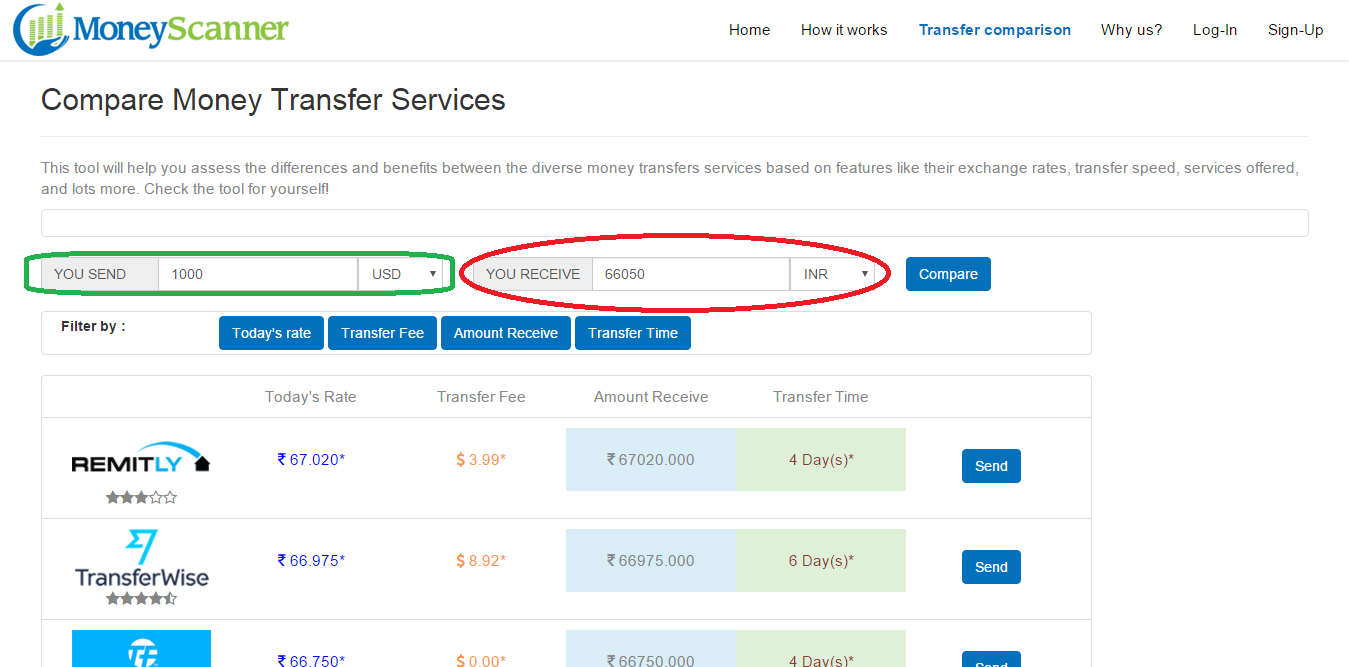 MoneyScanner
Home How it works Transfer comparison Why us? Log-In Sign-Up
Compare Money Transfer Services
This tool will help you assess the differences and benefits between the diverse money transfers services based on features like their exchange rates, transfer speed, services offered,
and lots more. Check the tool for yourself!
YOU SEND 1000 USD YOU RECEIVE 66050 INR Compare
Filter by : Today's rate Transfer Fee Amount Receive Transfer Time
Today's Rate Transfer Fee Amount Receive Transfer Time
REMITLY ₹ 67.020* $ 3.99* ₹ 67020.000 4 Day(s)* Send
TransferWise ₹ 66.975* $ 8.92* ₹ 66975.000 6 Day(s)* Send
₹ 66.750* $ 0.00* ₹ 66750.000 4 Day(s)* Send